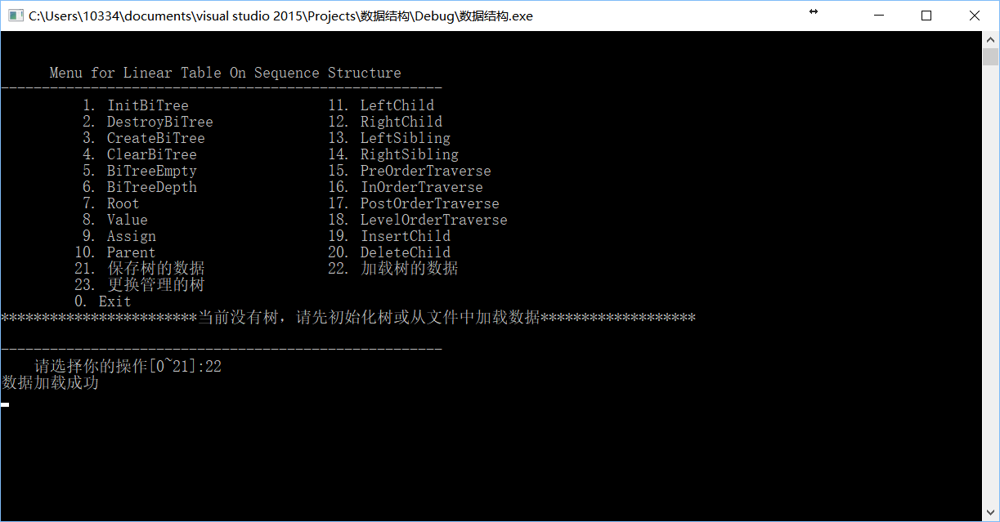 C:\Users\10334\documents\visual studio 2015\Projects\数据结构\Debug\数据结构.exe
Menu for Linear Table On Sequence Structure
------------------------------------------------------
1. InitBiTree 11. LeftChild
2. DestroyBiTree 12. RightChild
3. CreateBiTree 13. LeftSibling
4. ClearBiTree 14. RightSibling
5. BiTreeEmpty 15. PreOrderTraverse
6. BiTreeDepth 16. InOrderTraverse
7. Root 17. PostOrderTraverse
8. Value 18. LevelOrderTraverse
9. Assign 19. InsertChild
10. Parent 20. DeleteChild
21. 保存树的数据 22. 加载树的数据
23. 更换管理的树
0. Exit
************************当前没有树，请先初始化树或从文件中加载数据*******************
------------------------------------------------------
请选择你的操作[0~21]:22
数据加载成功